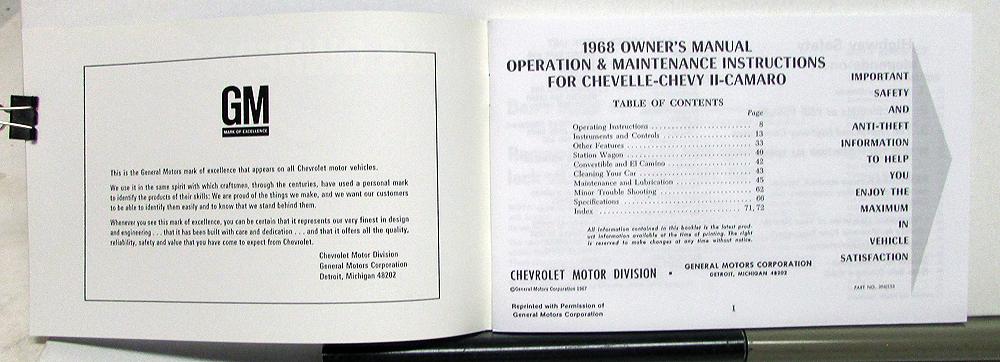 GM
MARK OF EXCELLENCE
This is the General Motors mark of excellence that appears on all Chevrolet motor vehicles.
We use it in the same spirit with which craftsmen, through the centuries, have used a personal mark
to identify the products of their skills: We are proud of the things we make, and we want our customers
to be able to identify them easily and to know that we stand behind them.
Whenever you see this mark of excellence, you can be certain that it represents our very finest in design
and engineering . . . that it has been built with care and dedication . . . and that it offers all the quality,
reliability, safety and value that you have come to expect from Chevrolet.
Chevrolet Motor Division
General Motors Corporation
Detroit, Michigan 48202
1968 OWNER'S MANUAL
OPERATION & MAINTENANCE INSTRUCTIONS
FOR CHEVELLE-CHEVY II-CAMARO
TABLE OF CONTENTS
Page
Operating Instructions 8
Instruments and Controls 13
Other Features 33
Station Wagon 40
Convertible and El Camino 42
Cleaning Your Car 43
Maintenance and Lubrication 45
Minor Trouble Shooting 62
Specifications 66
Index 71, 72
All information contained in this booklet is the latest prod-
uct information available at the time of printing. The right
is reserved to make changes at any time without notice.
CHEVROLET MOTOR DIVISION •
GENERAL MOTORS CORPORATION
DETROIT, MICHIGAN 48202
©General Motors Corporation 1967
Reprinted with Permission of
General Motors Corporation
1
IMPORTANT
SAFETY
AND
ANTI-THEFT
INFORMATION
TO HELP
YOU
ENJOY THE
MAXIMUM
IN
VEHICLE
SATISFACTION
PART NO.